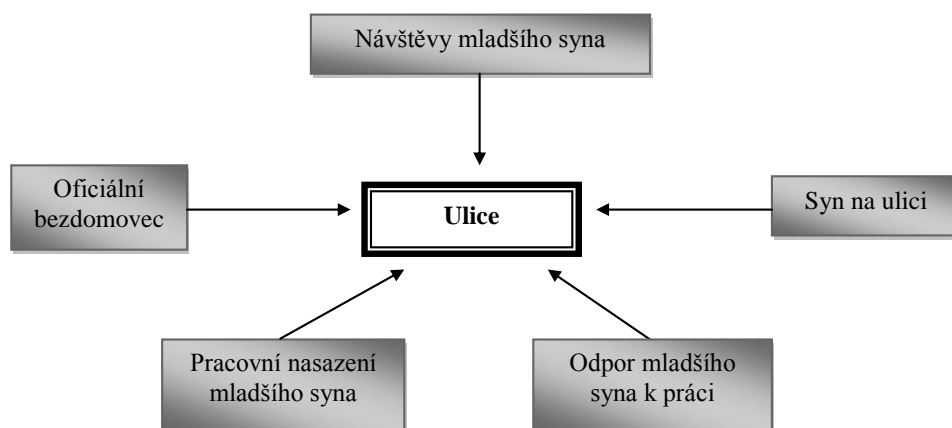 Návštěvy mladšího syna
Oficiální
bezdomovec
Ulice
Syn na ulici
Pracovní nasazení
mladšího syna
Odpor mladšího
syna k práci